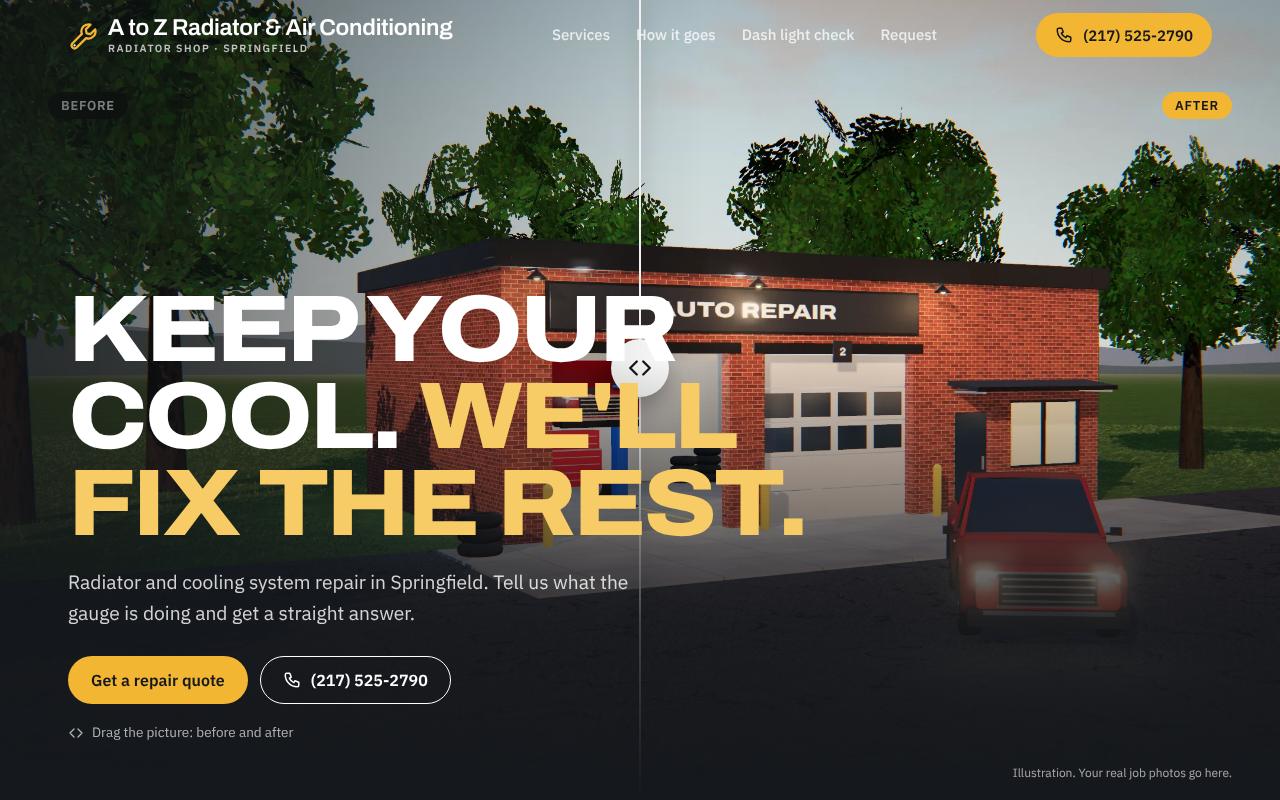 A to Z Radiator & Air Conditioning
RADIATOR SHOP · SPRINGFIELD
Services
How it goes
Dash light check
Request
(217) 525-2790
BEFORE
AFTER
AUTO REPAIR
2
KEEP YOUR
COOL. WE'LL
FIX THE REST.
Radiator and cooling system repair in Springfield. Tell us what the
gauge is doing and get a straight answer.
Get a repair quote
(217) 525-2790
Drag the picture: before and after
Illustration. Your real job photos go here.